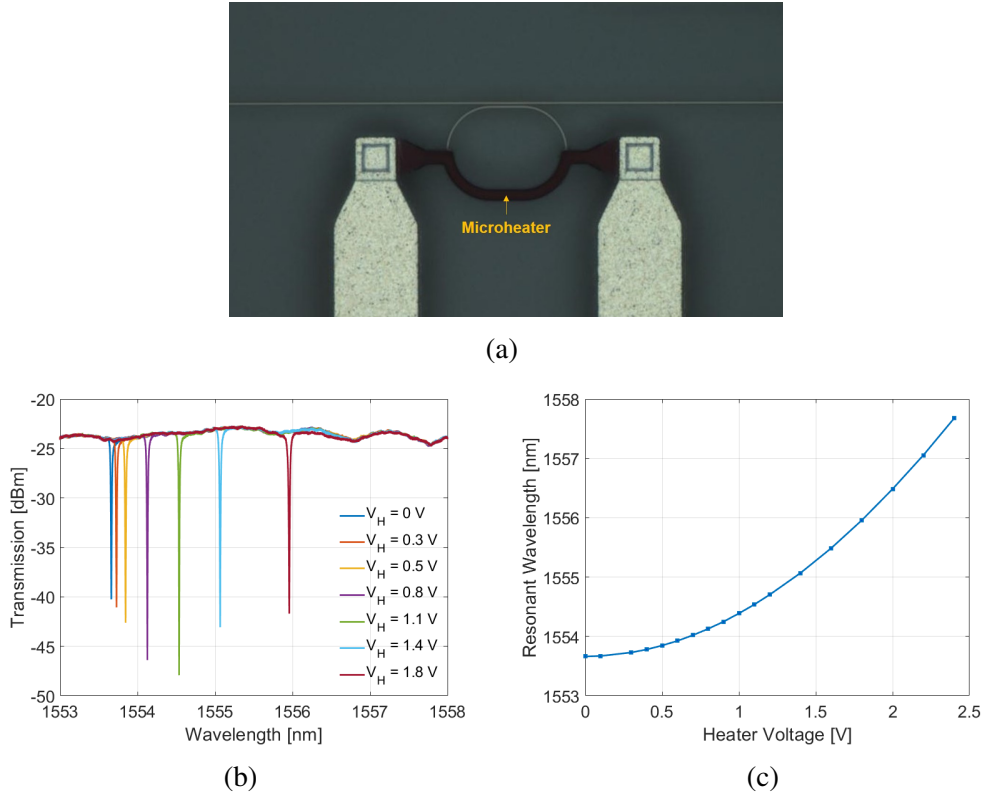 Microheater
(a)
-20
-25
-30
-35
-40
-45
-50
Transmission [dBm]
1553
1554
1555
1556
1557
1558
Wavelength [nm]
V_H = 0 V
V_H = 0.3 V
V_H = 0.5 V
V_H = 0.8 V
V_H = 1.1 V
V_H = 1.4 V
V_H = 1.8 V
(b)
1558
1557
1556
1555
1554
1553
Resonant Wavelength [nm]
0
0.5
1
1.5
2
2.5
Heater Voltage [V]
(c)